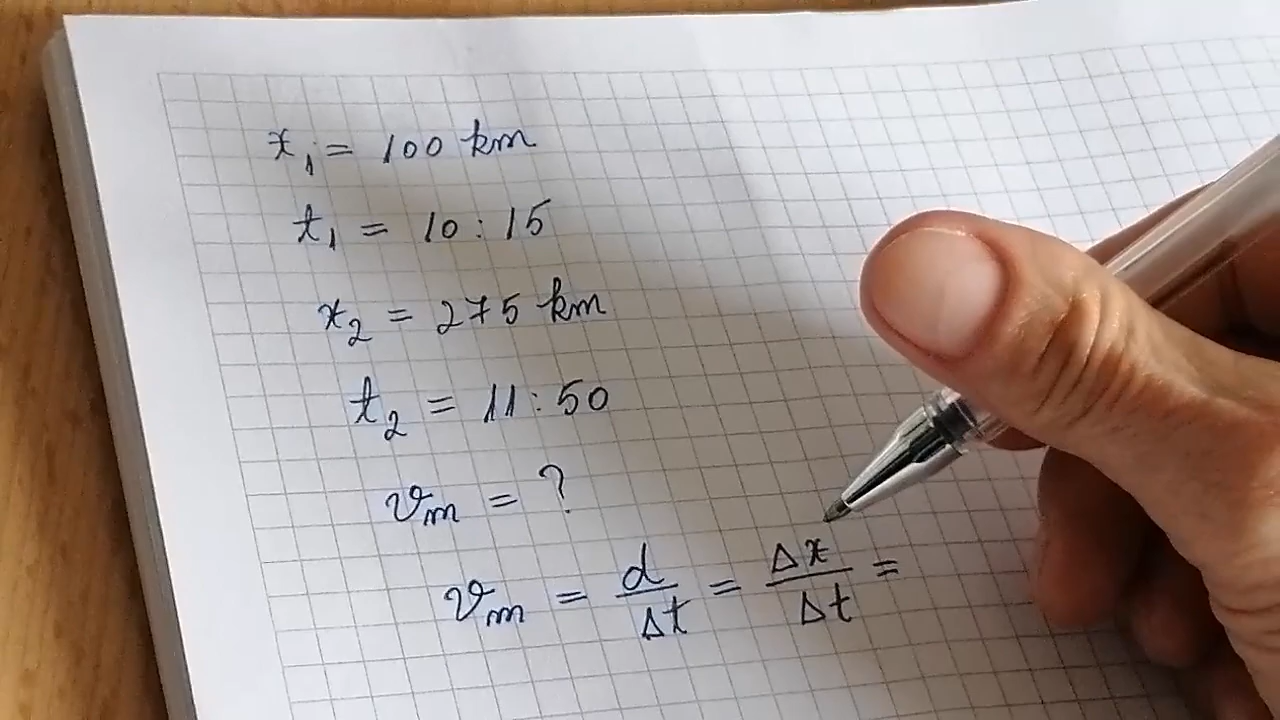 x₁ = 100 km
t₁ = 10 : 15
x₂ = 275 km
t₂ = 11 : 50
vₘ = ?
vₘ = d/Δt = Δx/Δt =